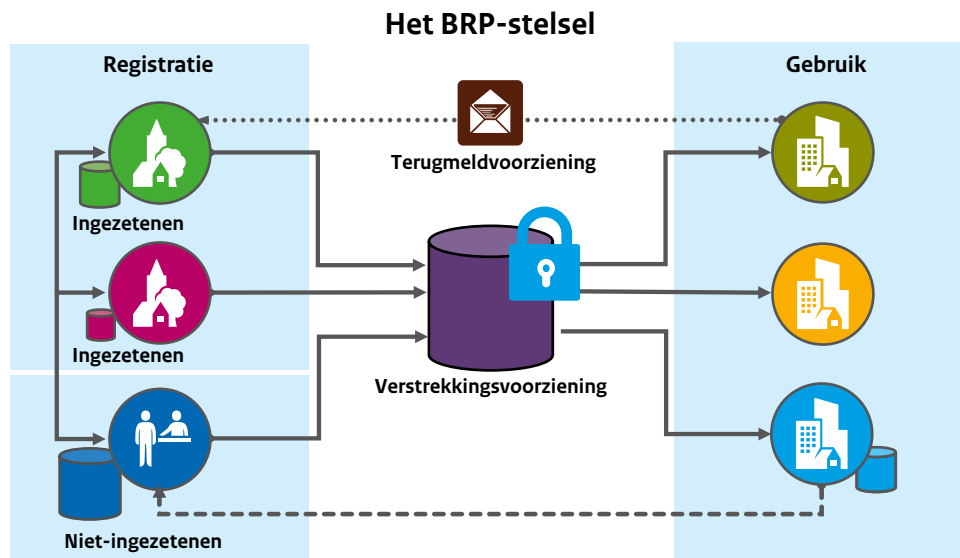 Het BRP-stelsel
Registratie
Gebruik
Terugmeldvoorziening
Ingezetenen
Ingezetenen
Verstrekkingsvoorziening
Niet-ingezetenen